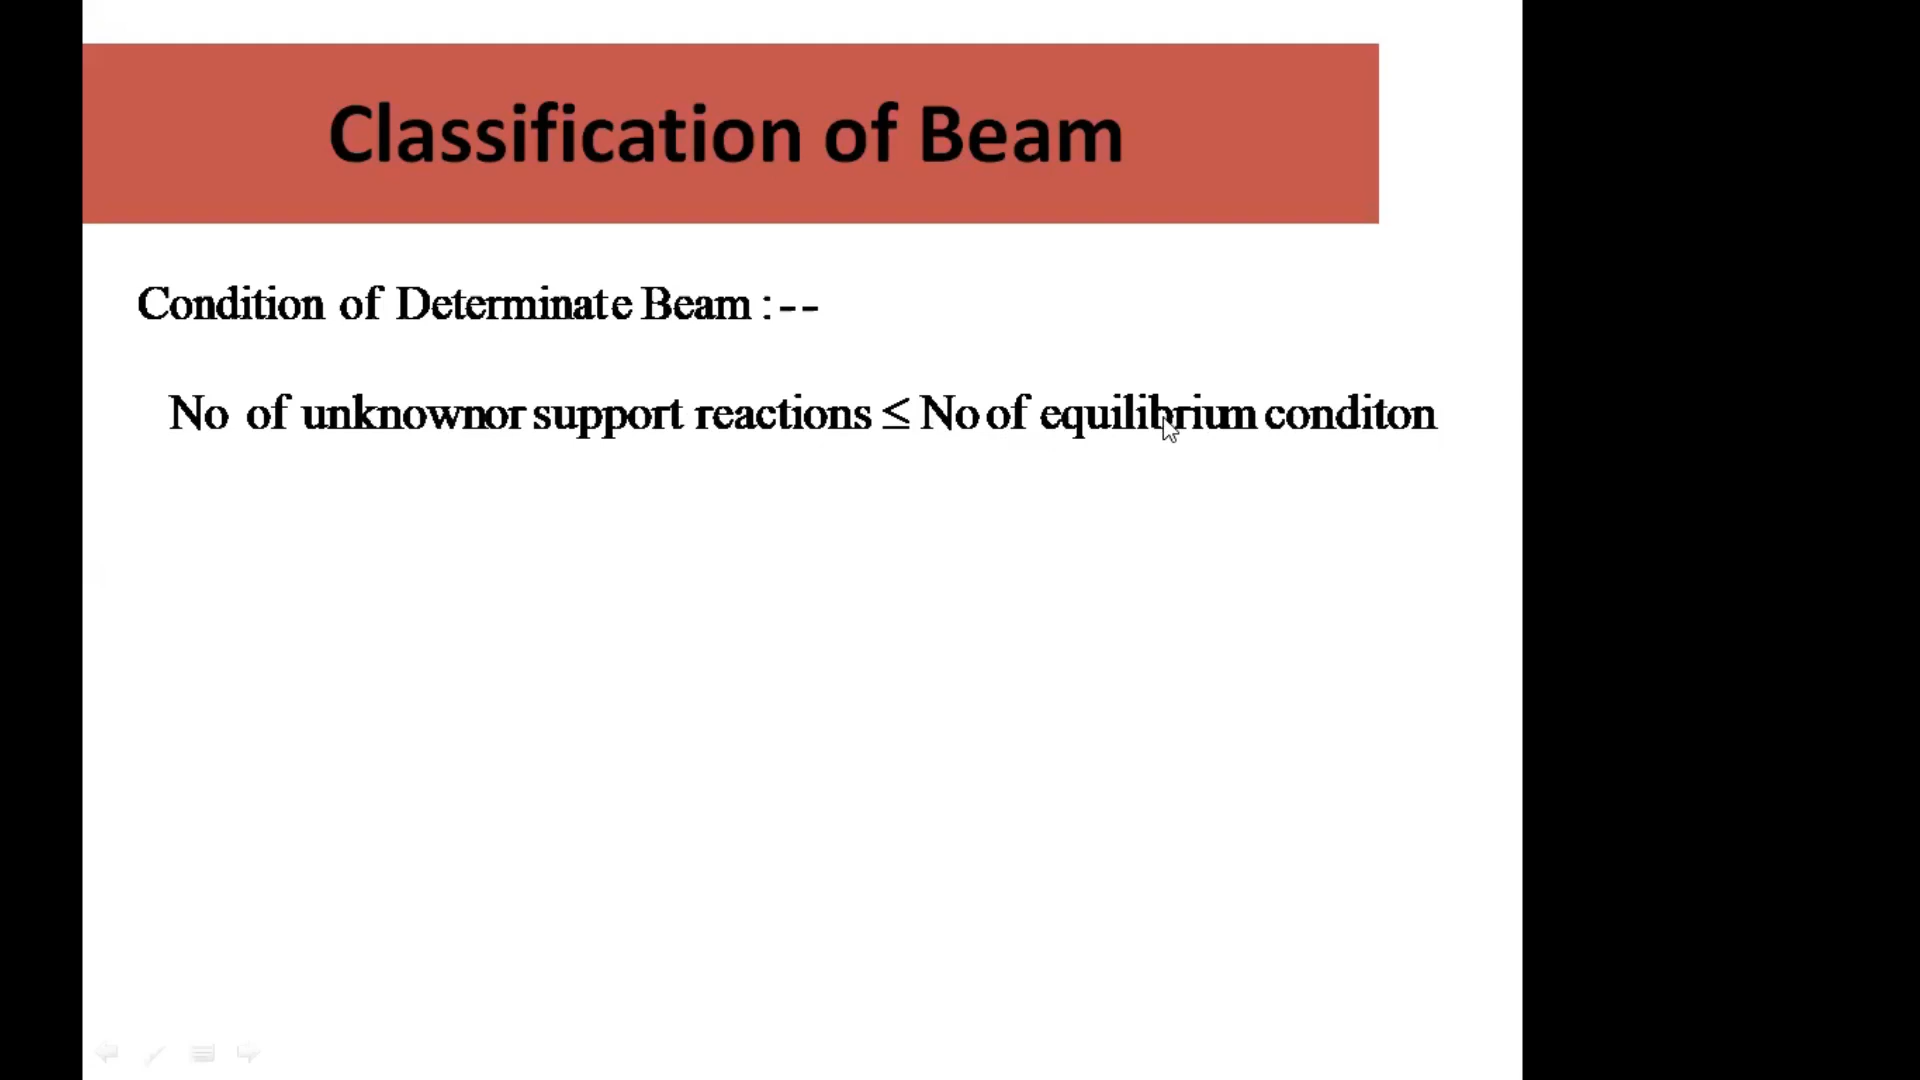 Classification of Beam
Condition of Determinate Beam :--
No of unknownor support reactions ≤ No of equilibrium conditon